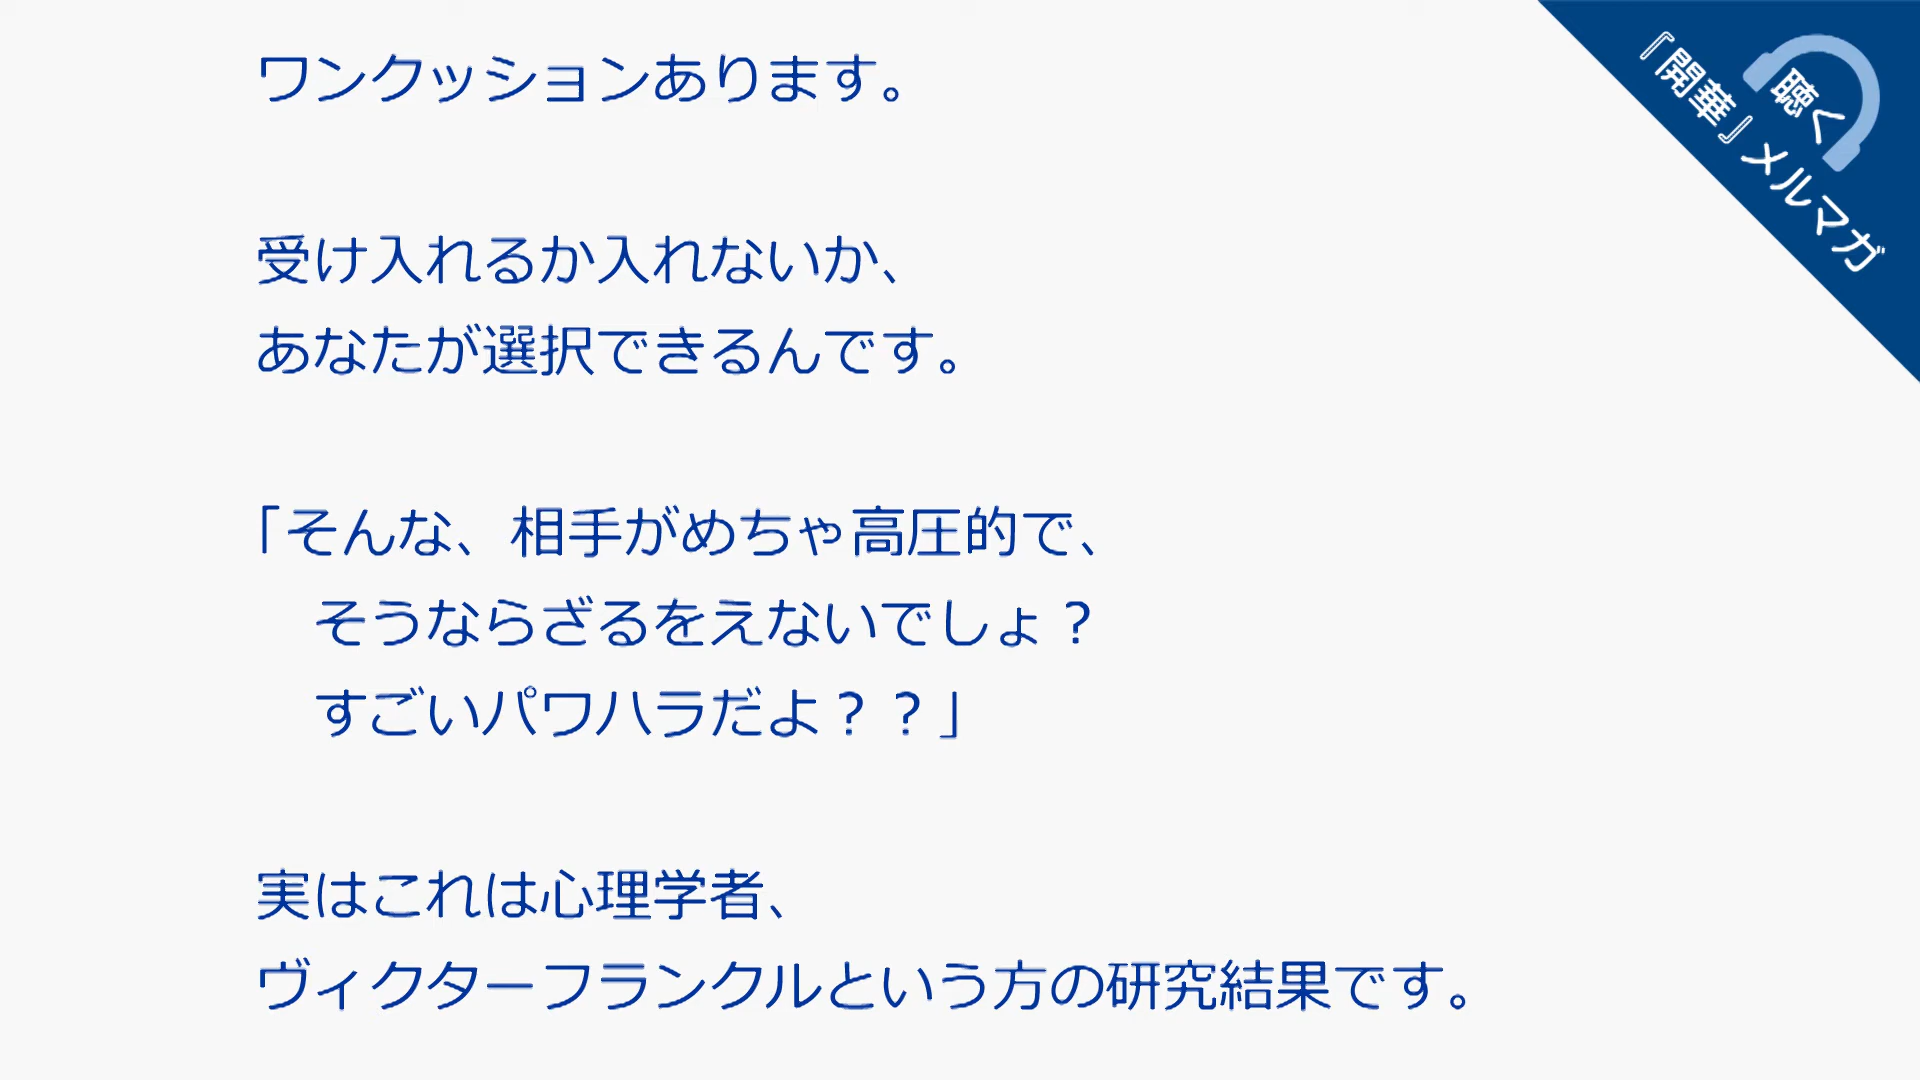 ワンクッションあります。
受け入れるか入れないか、
あなたが選択できるんです。
「そんな、相手がめちゃ高圧的で、
そうならざるをえないでしょ？
すごいパワハラだよ？？」
実はこれは心理学者、
ヴィクターフランクルという方の研究結果です。
聴く
『開華』メルマガ